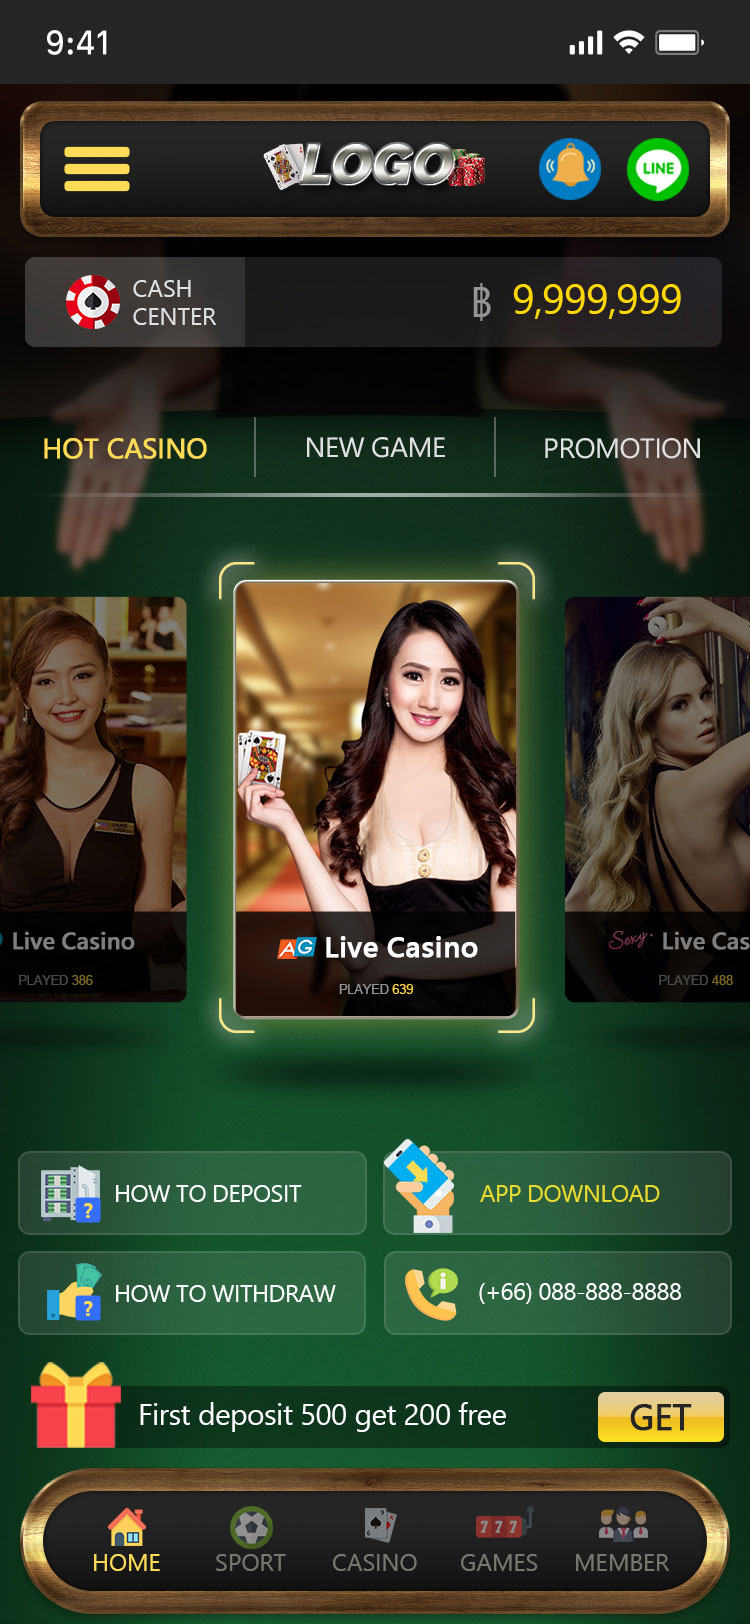 9:41
LOGO
LINE
CASH
CENTER
฿ 9,999,999
HOT CASINO
NEW GAME
PROMOTION
Live Casino
PLAYED 386
AG Live Casino
PLAYED 639
Sexy Live Cas
PLAYED 488
HOW TO DEPOSIT
APP DOWNLOAD
HOW TO WITHDRAW
(+66) 088-888-8888
First deposit 500 get 200 free
GET
777
HOME
SPORT
CASINO
GAMES
MEMBER